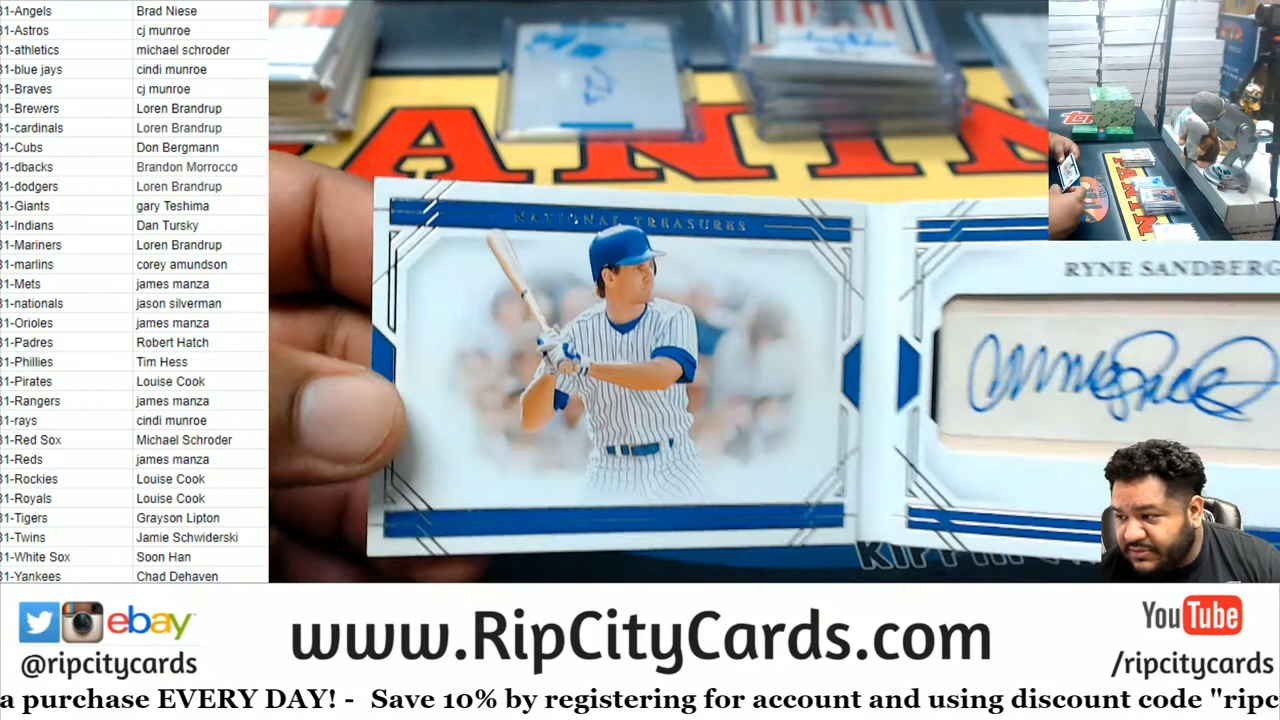 31-Angels Brad Niese
31-Astros cj munroe
31-athletics michael schroder
31-blue jays cindi munroe
31-Braves cj munroe
31-Brewers Loren Brandrup
31-cardinals Loren Brandrup
31-Cubs Don Bergmann
31-dbacks Brandon Morrocco
31-dodgers Loren Brandrup
31-Giants gary Teshima
31-Indians Dan Tursky
31-Mariners Loren Brandrup
31-marlins corey amundson
31-Mets james manza
31-nationals jason silverman
31-Orioles james manza
31-Padres Robert Hatch
31-Phillies Tim Hess
31-Pirates Louise Cook
31-Rangers james manza
31-rays cindi munroe
31-Red Sox Michael Schroder
31-Reds james manza
31-Rockies Louise Cook
31-Royals Louise Cook
31-Tigers Grayson Lipton
31-Twins Jamie Schwiderski
31-White Sox Soon Han
31-Yankees Chad Dehaven
PANINI
NATIONAL TREASURES
RYNE SANDBERG
ebay
@ripcitycards
www.RipCityCards.com
YouTube
/ripcitycards
a purchase EVERY DAY! - Save 10% by registering for account and using discount code "ripc